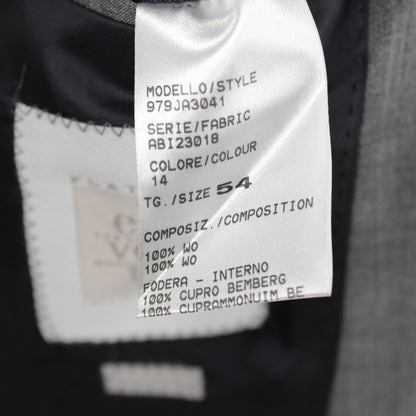 MODELLO/STYLE
979JA3041
SERIE/FABRIC
ABI23018
COLORE/COLOUR
14
TG./SIZE 54
COMPOSIZ./COMPOSITION
100% WO
100% WO
FODERA - INTERNO
100% CUPRO BEMBERG
100% CUPRAMMONUIM BE